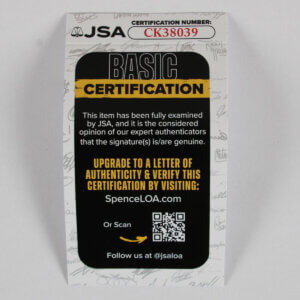 JSA
CERTIFICATION NUMBER:
CK38039
BASIC
CERTIFICATION
This item has been fully examined
by JSA, and it is the considered
opinion of our expert authenticators
that the signature(s) is/are genuine.
UPGRADE TO A LETTER OF
AUTHENTICITY & VERIFY THIS
CERTIFICATION BY VISITING:
SpenceLOA.com
Or Scan
Follow us at @jsaloa